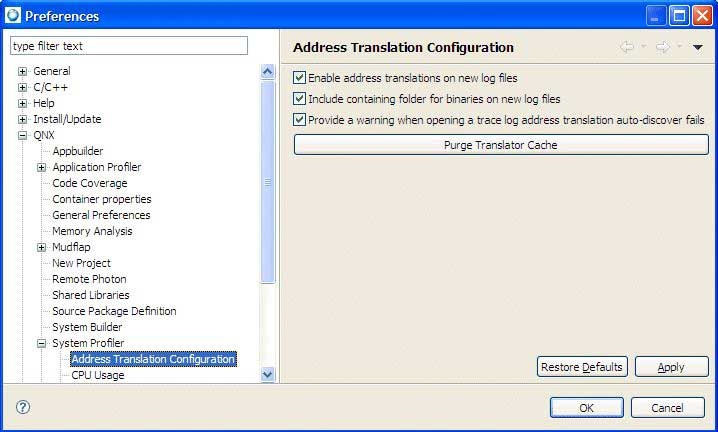 Preferences
type filter text
General
C/C++
Help
Install/Update
QNX
Appbuilder
Application Profiler
Code Coverage
Container properties
General Preferences
Memory Analysis
Mudflap
New Project
Remote Photon
Shared Libraries
Source Package Definition
System Builder
System Profiler
Address Translation Configuration
CPU Usage
Address Translation Configuration
Enable address translations on new log files
Include containing folder for binaries on new log files
Provide a warning when opening a trace log address translation auto-discover fails
Purge Translator Cache
Restore Defaults
Apply
?
OK
Cancel